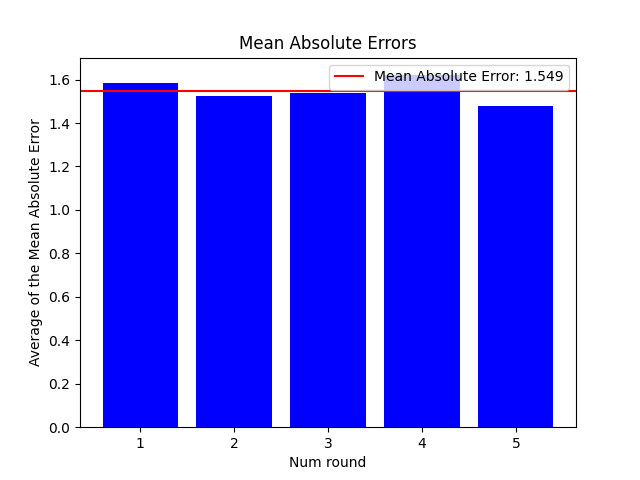 Mean Absolute Errors
Mean Absolute Error: 1.549
Average of the Mean Absolute Error
1.6
1.4
1.2
1.0
0.8
0.6
0.4
0.2
0.0
1 2 3 4 5
Num round